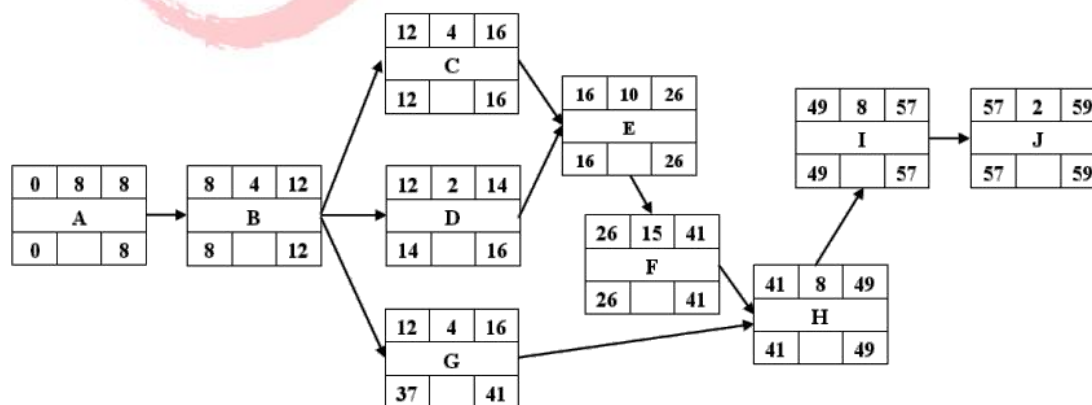 0 8 8
A
0 8
8 4 12
B
8 12
12 4 16
C
12 16
12 2 14
D
14 16
12 4 16
G
37 41
16 10 26
E
16 26
26 15 41
F
26 41
41 8 49
H
41 49
49 8 57
I
49 57
57 2 59
J
57 59